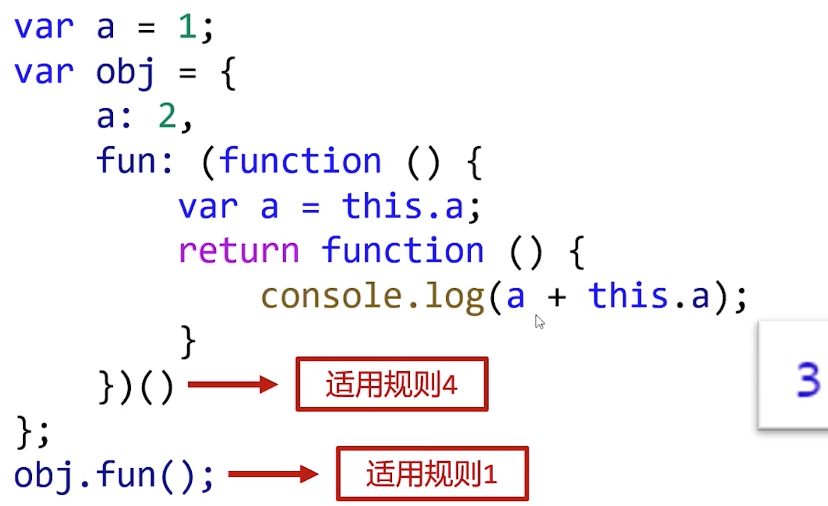 var a = 1;
var obj = {
    a: 2,
    fun: (function () {
        var a = this.a;
        return function () {
            console.log(a + this.a);
        }
    })() 适用规则4
};
obj.fun(); 适用规则1
3